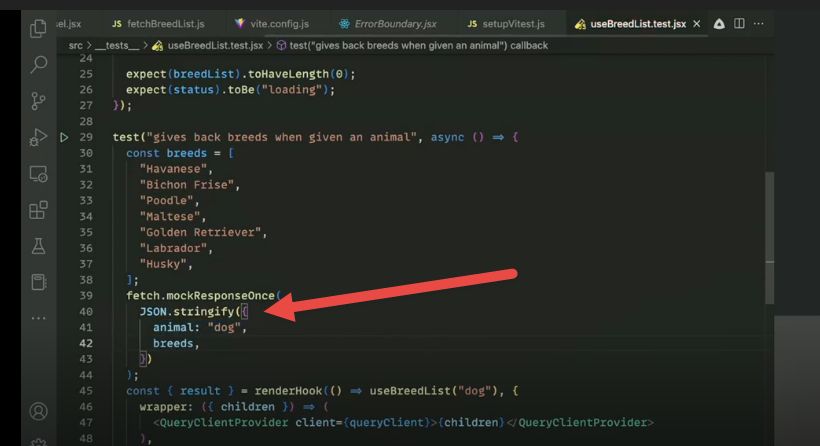 el.jsx JS fetchBreedList.js vite.config.js ErrorBoundary.jsx JS setupVitest.js useBreedList.test.jsx
src > __tests__ > useBreedList.test.jsx > test("gives back breeds when given an animal") callback
24
25 expect(breedList).toHaveLength(0);
26 expect(status).toBe("loading");
27 });
28
29 test("gives back breeds when given an animal", async () ⇒ {
30 const breeds = [
31 "Havanese",
32 "Bichon Frise",
33 "Poodle",
34 "Maltese",
35 "Golden Retriever",
36 "Labrador",
37 "Husky",
38 ];
39 fetch.mockResponseOnce(
40 JSON.stringify({
41 animal: "dog",
42 breeds,
43 })
44 );
45 const { result } = renderHook(() ⇒ useBreedList("dog"), {
46 wrapper: ({ children }) ⇒ (
47 <QueryClientProvider client={queryClient}>{children}</QueryClientProvider>
48 ),